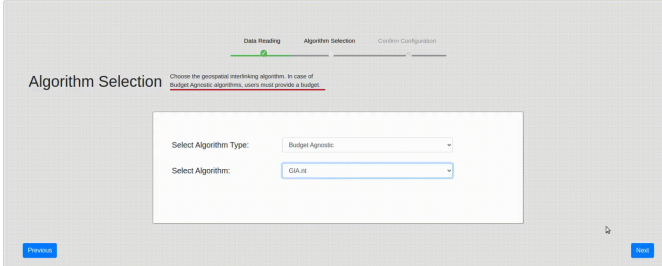 Data Reading Algorithm Selection Confirm Configuration
Algorithm Selection
Choose the geospatial interlinking algorithm. In case of
Budget Agnostic algorithms, users must provide a budget.
Select Algorithm Type: Budget Agnostic
Select Algorithm: GIA.nt
Previous Next